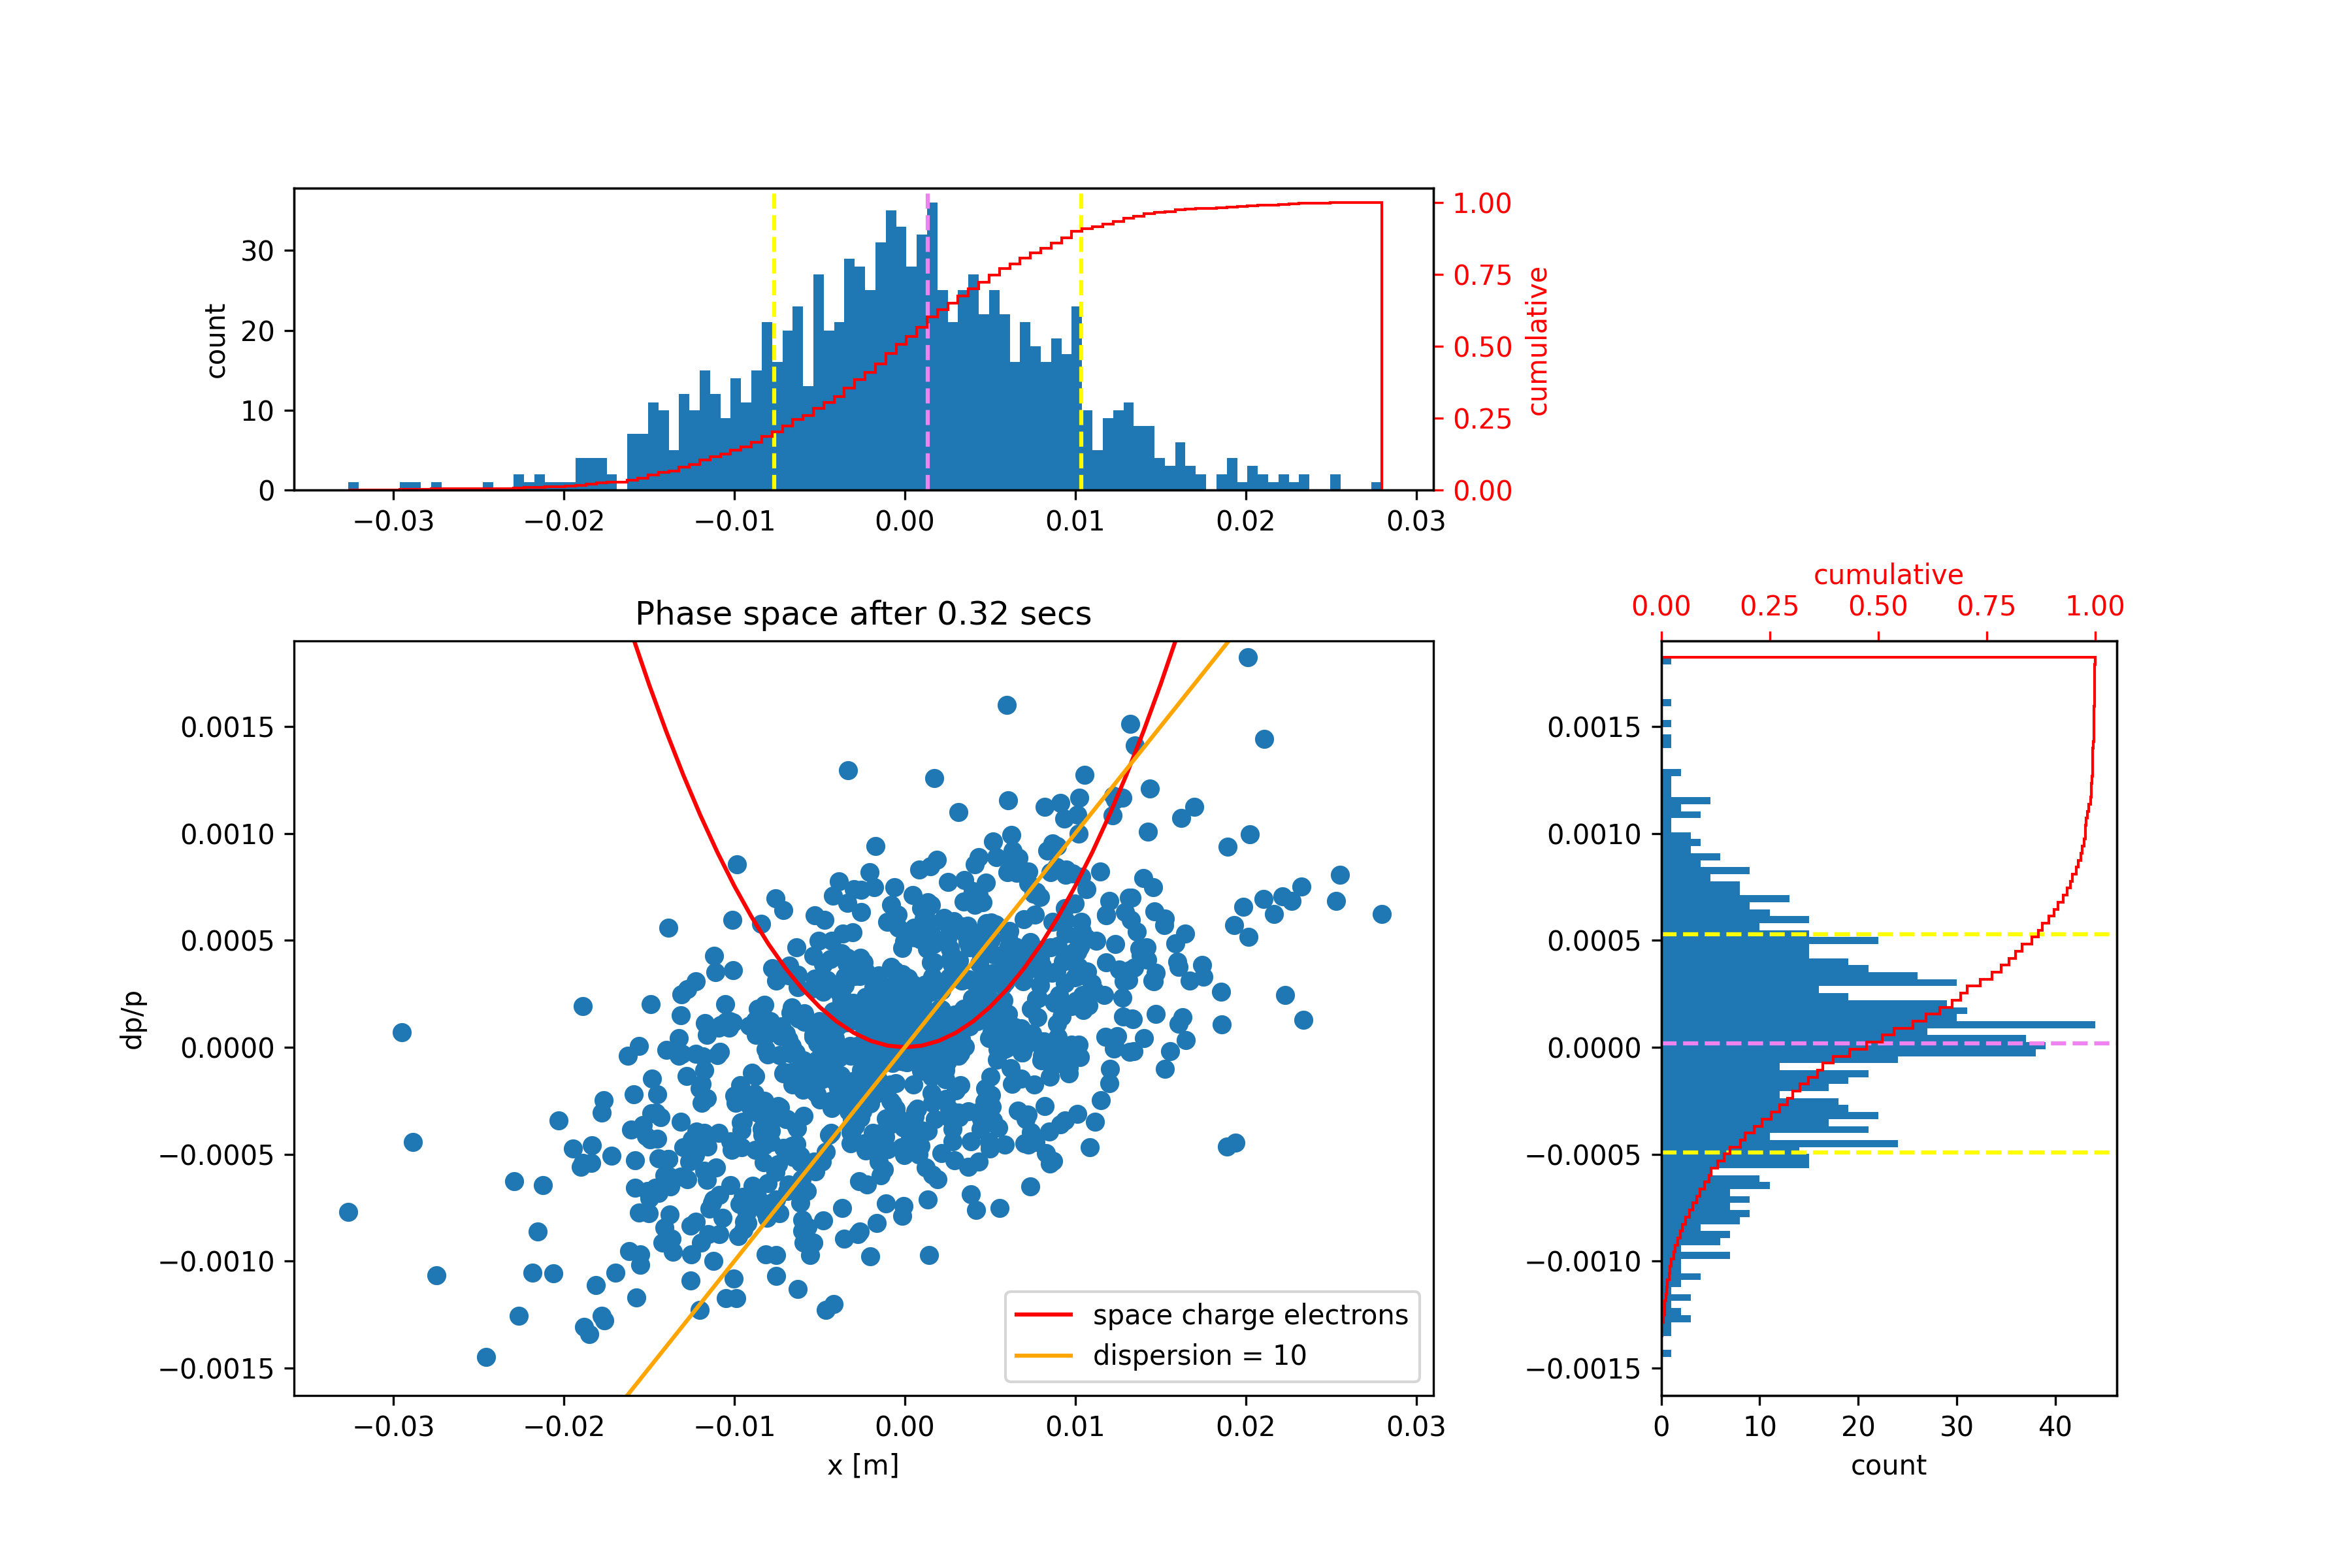 count
30
20
10
0
1.00
0.75
0.50
0.25
0.00
cumulative
−0.03 −0.02 −0.01 0.00 0.01 0.02 0.03
Phase space after 0.32 secs
dp/p
0.0015
0.0010
0.0005
0.0000
−0.0005
−0.0010
−0.0015
space charge electrons
dispersion = 10
−0.03 −0.02 −0.01 0.00 0.01 0.02 0.03
x [m]
cumulative
0.00 0.25 0.50 0.75 1.00
0.0015
0.0010
0.0005
0.0000
−0.0005
−0.0010
−0.0015
0 10 20 30 40
count